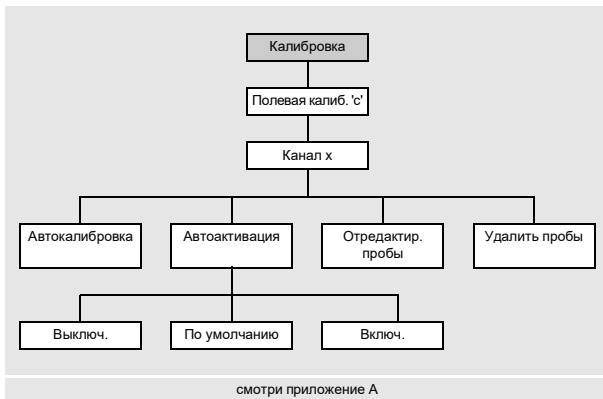 Калибровка
Полевая калиб. 'c'
Канал x
Автокалибровка
Автоактивация
Отредактир.
пробы
Удалить пробы
Выключ.
По умолчанию
Включ.
смотри приложение А